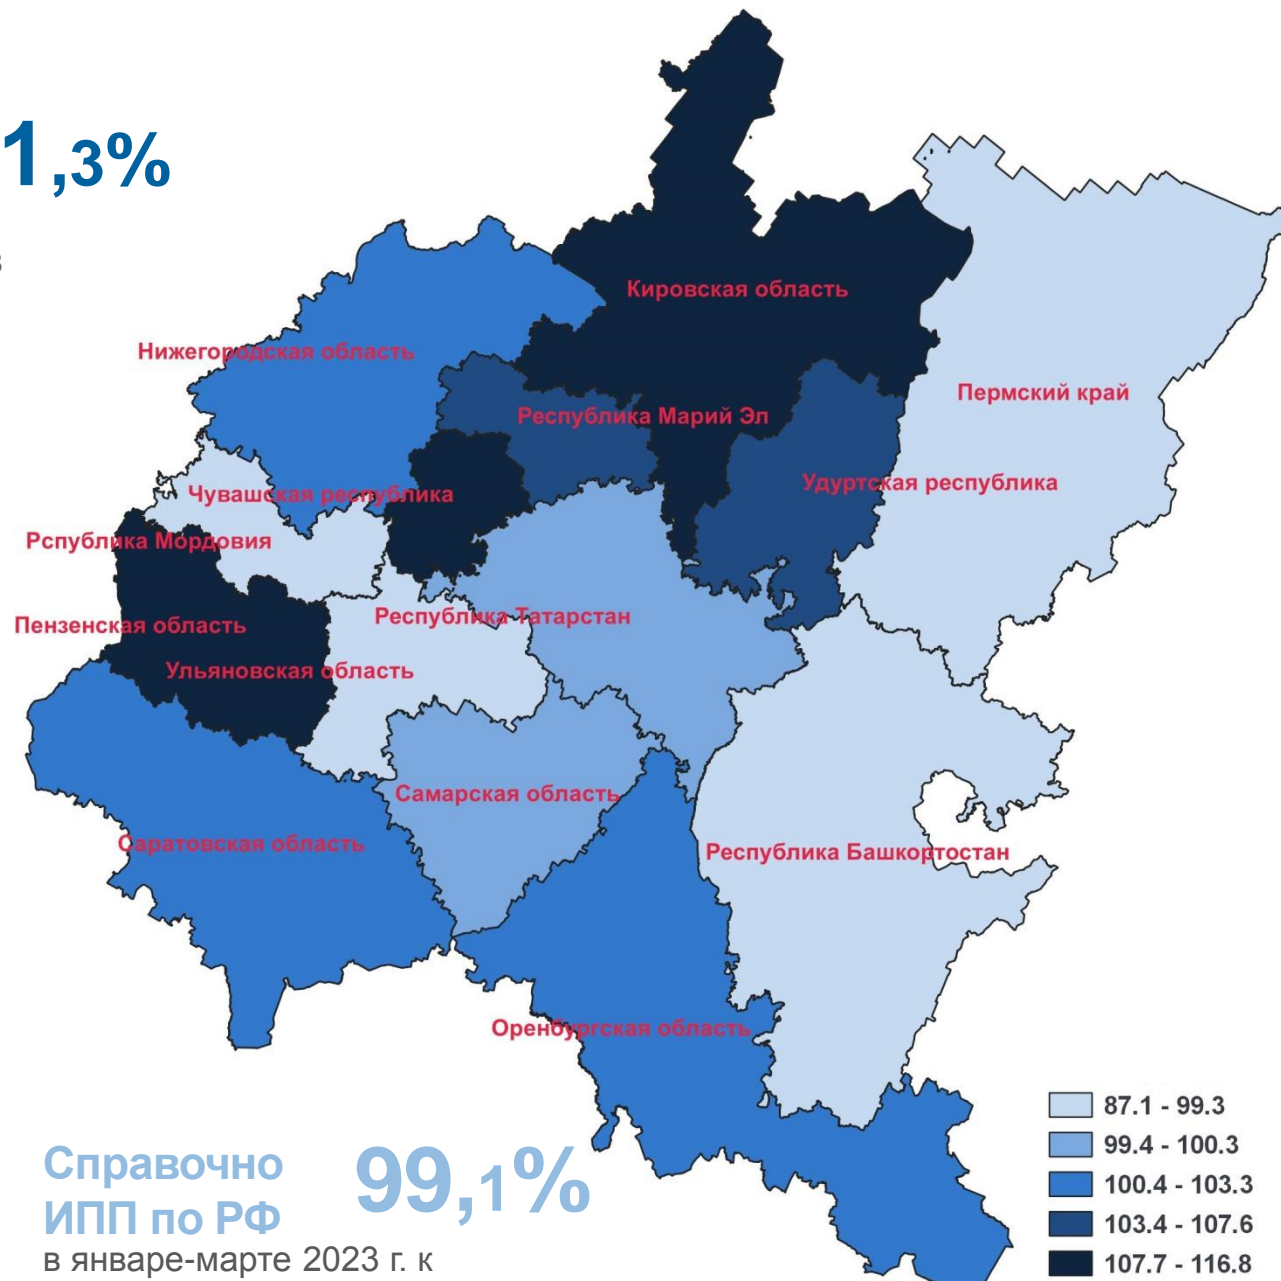 1,3%
в
Кировская область
Нижегородская область
Пермский край
Республика Марий Эл
Удуртская республика
Чувашская республика
Рспублика Мордовия
Республика Татарстан
Пензенская область
Ульяновская область
Самарская область
Саратовская область
Республика Башкортостан
Оренбургская область
87.1 - 99.3
99.4 - 100.3
100.4 - 103.3
103.4 - 107.6
107.7 - 116.8
Справочно
ИПП по РФ
99,1%
в январе-марте 2023 г. к